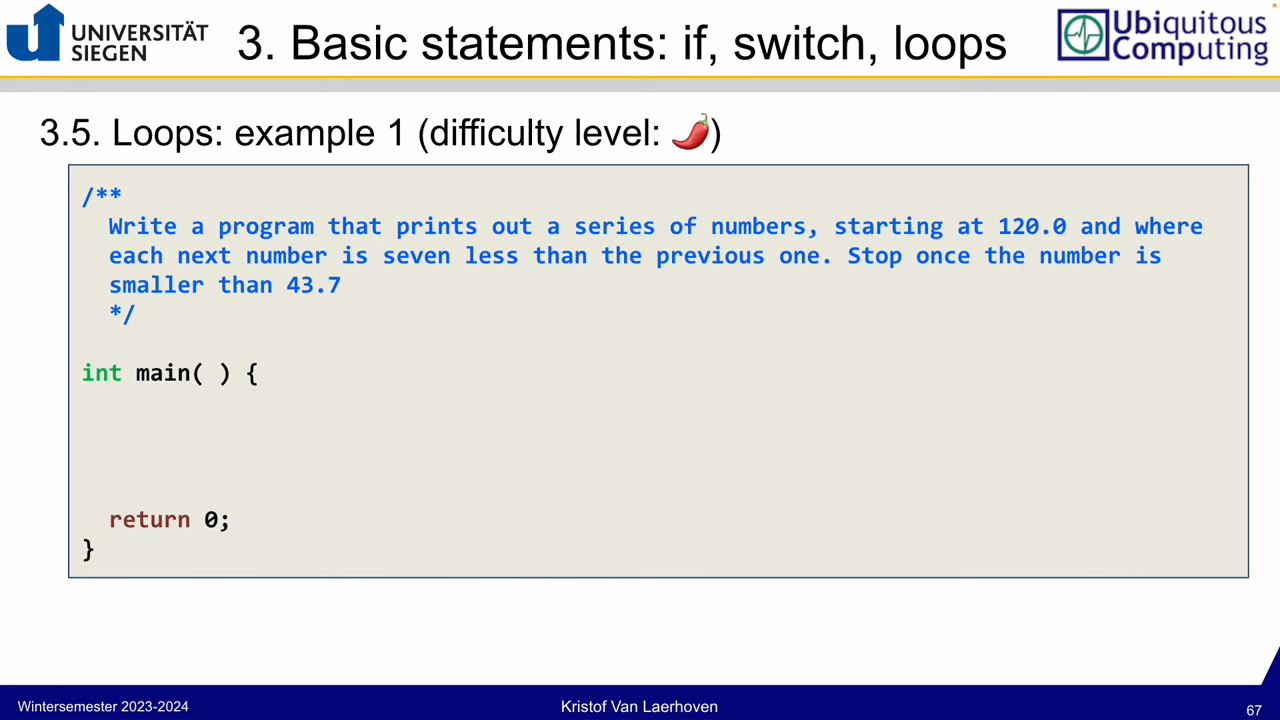 UNIVERSITÄT
SIEGEN
3. Basic statements: if, switch, loops
Ubiquitous
Computing
3.5. Loops: example 1 (difficulty level: 🌶️)
/**
Write a program that prints out a series of numbers, starting at 120.0 and where
each next number is seven less than the previous one. Stop once the number is
smaller than 43.7
*/
int main( ) {
return 0;
}
Wintersemester 2023-2024
Kristof Van Laerhoven
67